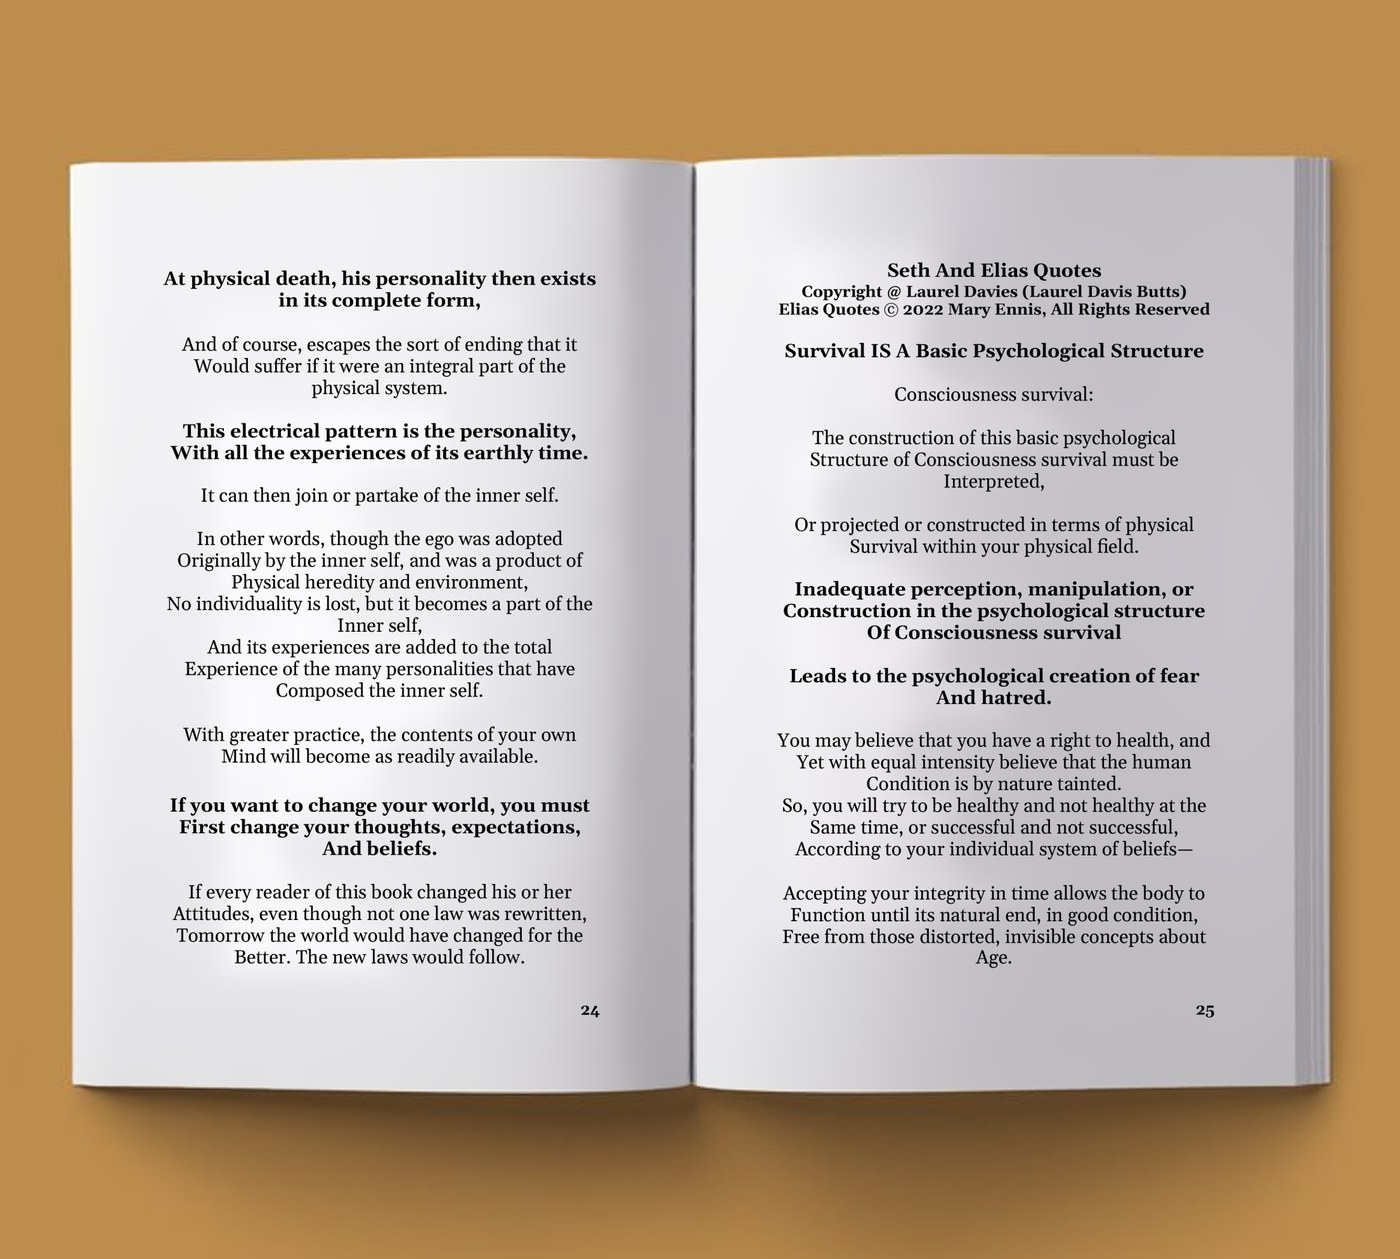 At physical death, his personality then exists
in its complete form,
And of course, escapes the sort of ending that it
Would suffer if it were an integral part of the
physical system.
This electrical pattern is the personality,
With all the experiences of its earthly time.
It can then join or partake of the inner self.
In other words, though the ego was adopted
Originally by the inner self, and was a product of
Physical heredity and environment,
No individuality is lost, but it becomes a part of the
Inner self,
And its experiences are added to the total
Experience of the many personalities that have
Composed the inner self.
With greater practice, the contents of your own
Mind will become as readily available.
If you want to change your world, you must
First change your thoughts, expectations,
And beliefs.
If every reader of this book changed his or her
Attitudes, even though not one law was rewritten,
Tomorrow the world would have changed for the
Better. The new laws would follow.
24
Seth And Elias Quotes
Copyright @ Laurel Davies (Laurel Davis Butts)
Elias Quotes © 2022 Mary Ennis, All Rights Reserved
Survival IS A Basic Psychological Structure
Consciousness survival:
The construction of this basic psychological
Structure of Consciousness survival must be
Interpreted,
Or projected or constructed in terms of physical
Survival within your physical field.
Inadequate perception, manipulation, or
Construction in the psychological structure
Of Consciousness survival
Leads to the psychological creation of fear
And hatred.
You may believe that you have a right to health, and
Yet with equal intensity believe that the human
Condition is by nature tainted.
So, you will try to be healthy and not healthy at the
Same time, or successful and not successful,
According to your individual system of beliefs—
Accepting your integrity in time allows the body to
Function until its natural end, in good condition,
Free from those distorted, invisible concepts about
Age.
25